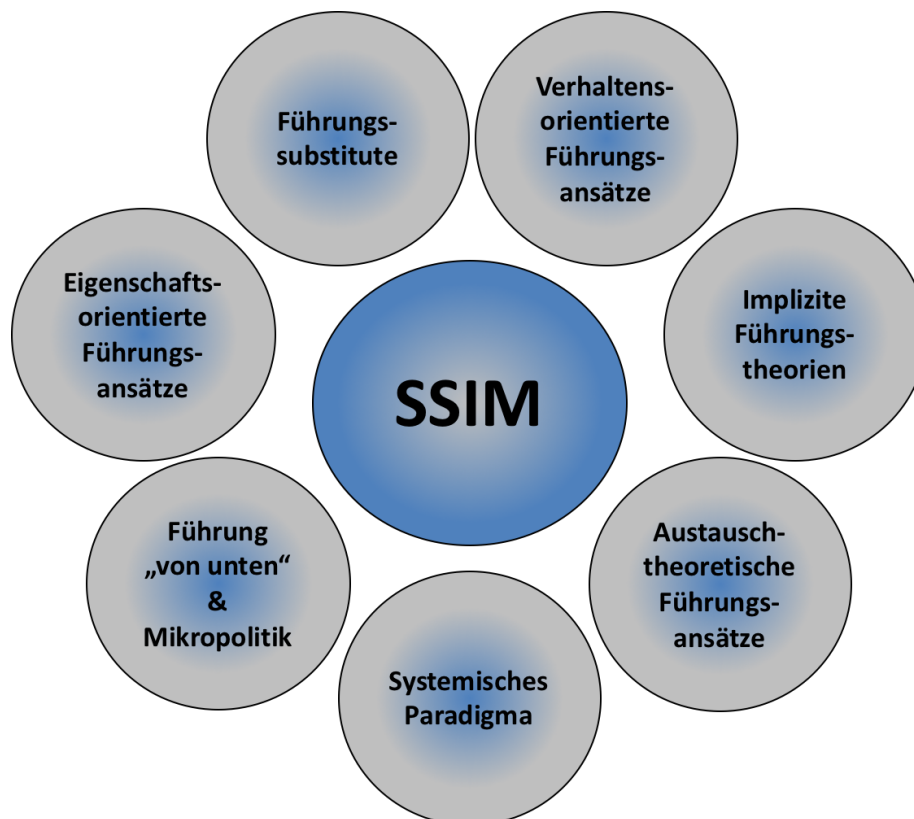 Führungs-
substitute
Verhaltens-
orientierte
Führungs-
ansätze
Eigenschafts-
orientierte
Führungs-
ansätze
SSIM
Implizite
Führungs-
theorien
Führung
„von unten“
&
Mikropolitik
Austausch-
theoretische
Führungs-
ansätze
Systemisches
Paradigma